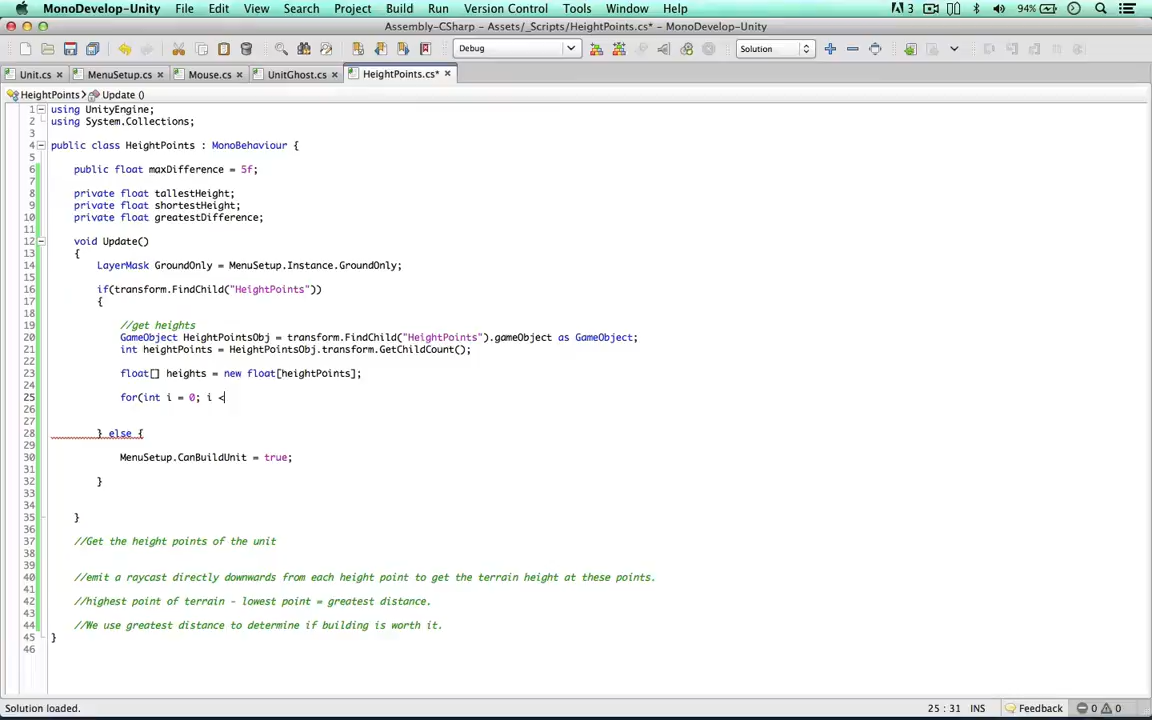 MonoDevelop-Unity File Edit View Search Project Build Run Version Control Tools Window Help 3 94%
Assembly-CSharp – Assets/_Scripts/HeightPoints.cs* – MonoDevelop-Unity
Debug Solution
Unit.cs MenuSetup.cs Mouse.cs UnitGhost.cs HeightPoints.cs*
HeightPoints Update ()
1 using UnityEngine;
2 using System.Collections;
3
4 public class HeightPoints : MonoBehaviour {
5
6 public float maxDifference = 5f;
7
8 private float tallestHeight;
9 private float shortestHeight;
10 private float greatestDifference;
11
12 void Update()
13 {
14 LayerMask GroundOnly = MenuSetup.Instance.GroundOnly;
15
16 if(transform.FindChild("HeightPoints"))
17 {
18
19 //get heights
20 GameObject HeightPointsObj = transform.FindChild("HeightPoints").gameObject as GameObject;
21 int heightPoints = HeightPointsObj.transform.GetChildCount();
22
23 float[] heights = new float[heightPoints];
24
25 for(int i = 0; i <
26
27
28 } else {
29
30 MenuSetup.CanBuildUnit = true;
31
32 }
33
34
35 }
36
37 //Get the height points of the unit
38
39
40 //emit a raycast directly downwards from each height point to get the terrain height at these points.
41
42 //highest point of terrain - lowest point = greatest distance.
43
44 //We use greatest distance to determine if building is worth it.
45 }
46
Solution loaded. 25 : 31 INS Feedback 0 0